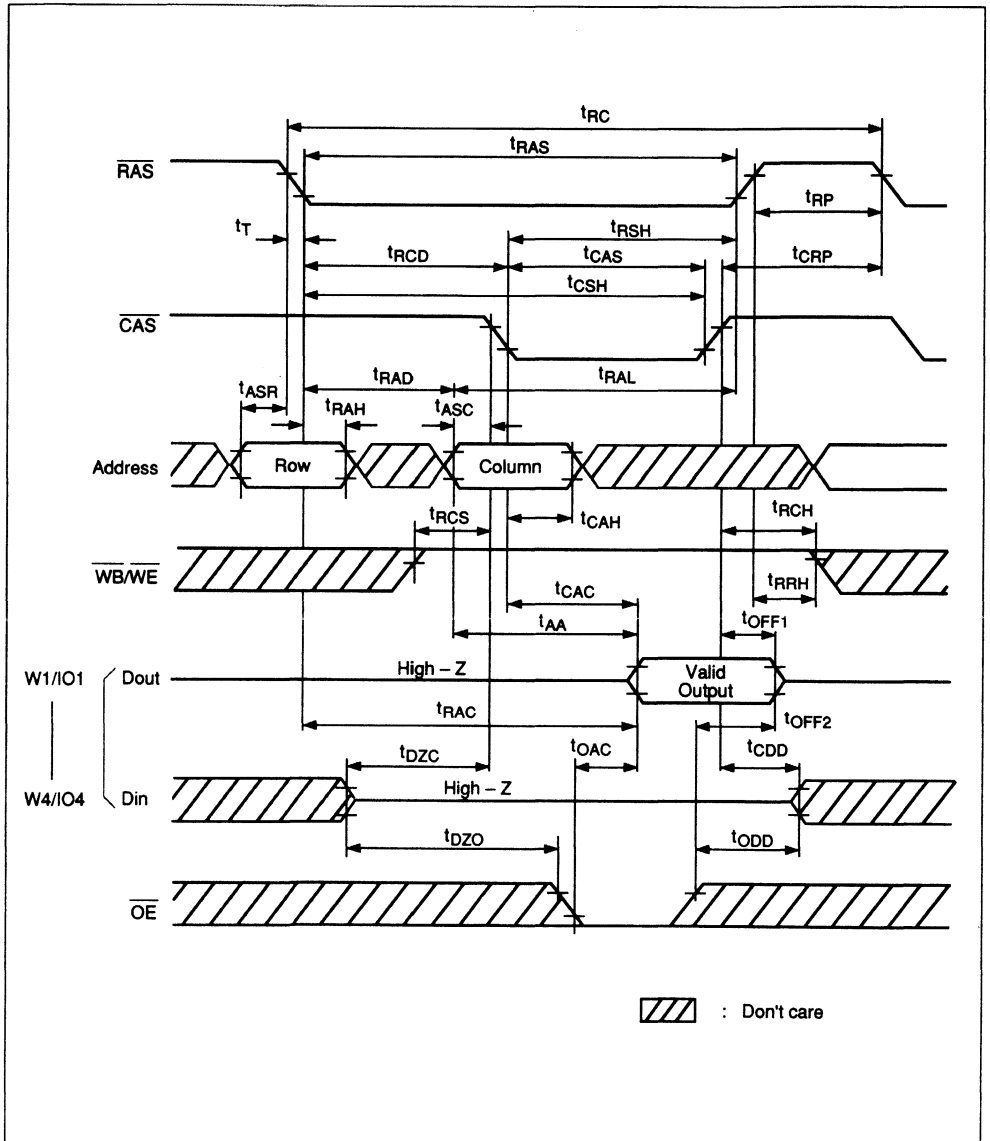 tRC
tRAS
RAS
tRP
tT
tRSH
tRCD
tCAS
tCRP
tCSH
CAS
tRAD
tRAL
tASR
tRAH
tASC
Address
Row
Column
tRCS
tCAH
tRCH
WB/WE
tRRH
tCAC
tAA
tOFF1
W1/IO1
Dout
High – Z
Valid
Output
tRAC
tOFF2
tDZC
tOAC
tCDD
W4/IO4
Din
High – Z
tDZO
tODD
OE
: Don't care